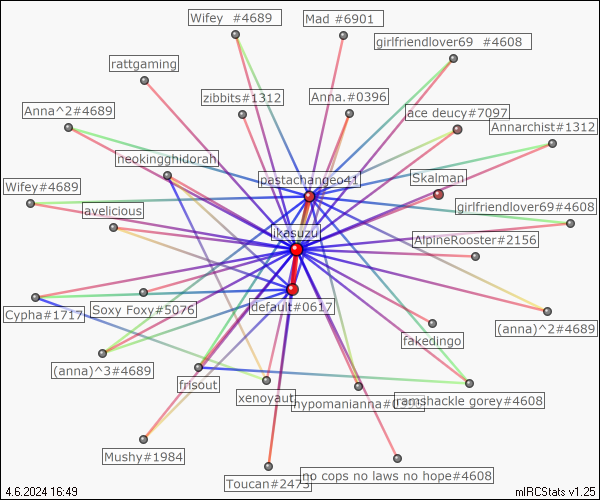 Wifey  #4689
Mad #6901
girlfriendlover69  #4608
rattgaming
zibbits#1312
Anna.#0396
Anna^2#4689
ace deucy#7097
Annarchist#1312
neokingghidorah
pastachangeo41
Skalman
Wifey#4689
avelicious
girlfriendlover69#4608
ikasuzu
AlpineRooster#2156
Cypha#1717
Soxy Foxy#5076
default#0617
(anna)^2#4689
fakedingo
(anna)^3#4689
frisout
xenoyaut
hypomanianna#0396
ramshackle gorey#4608
Mushy#1984
Toucan#2473
no cops no laws no hope#4608
4.6.2024 16:49
mIRCStats v1.25